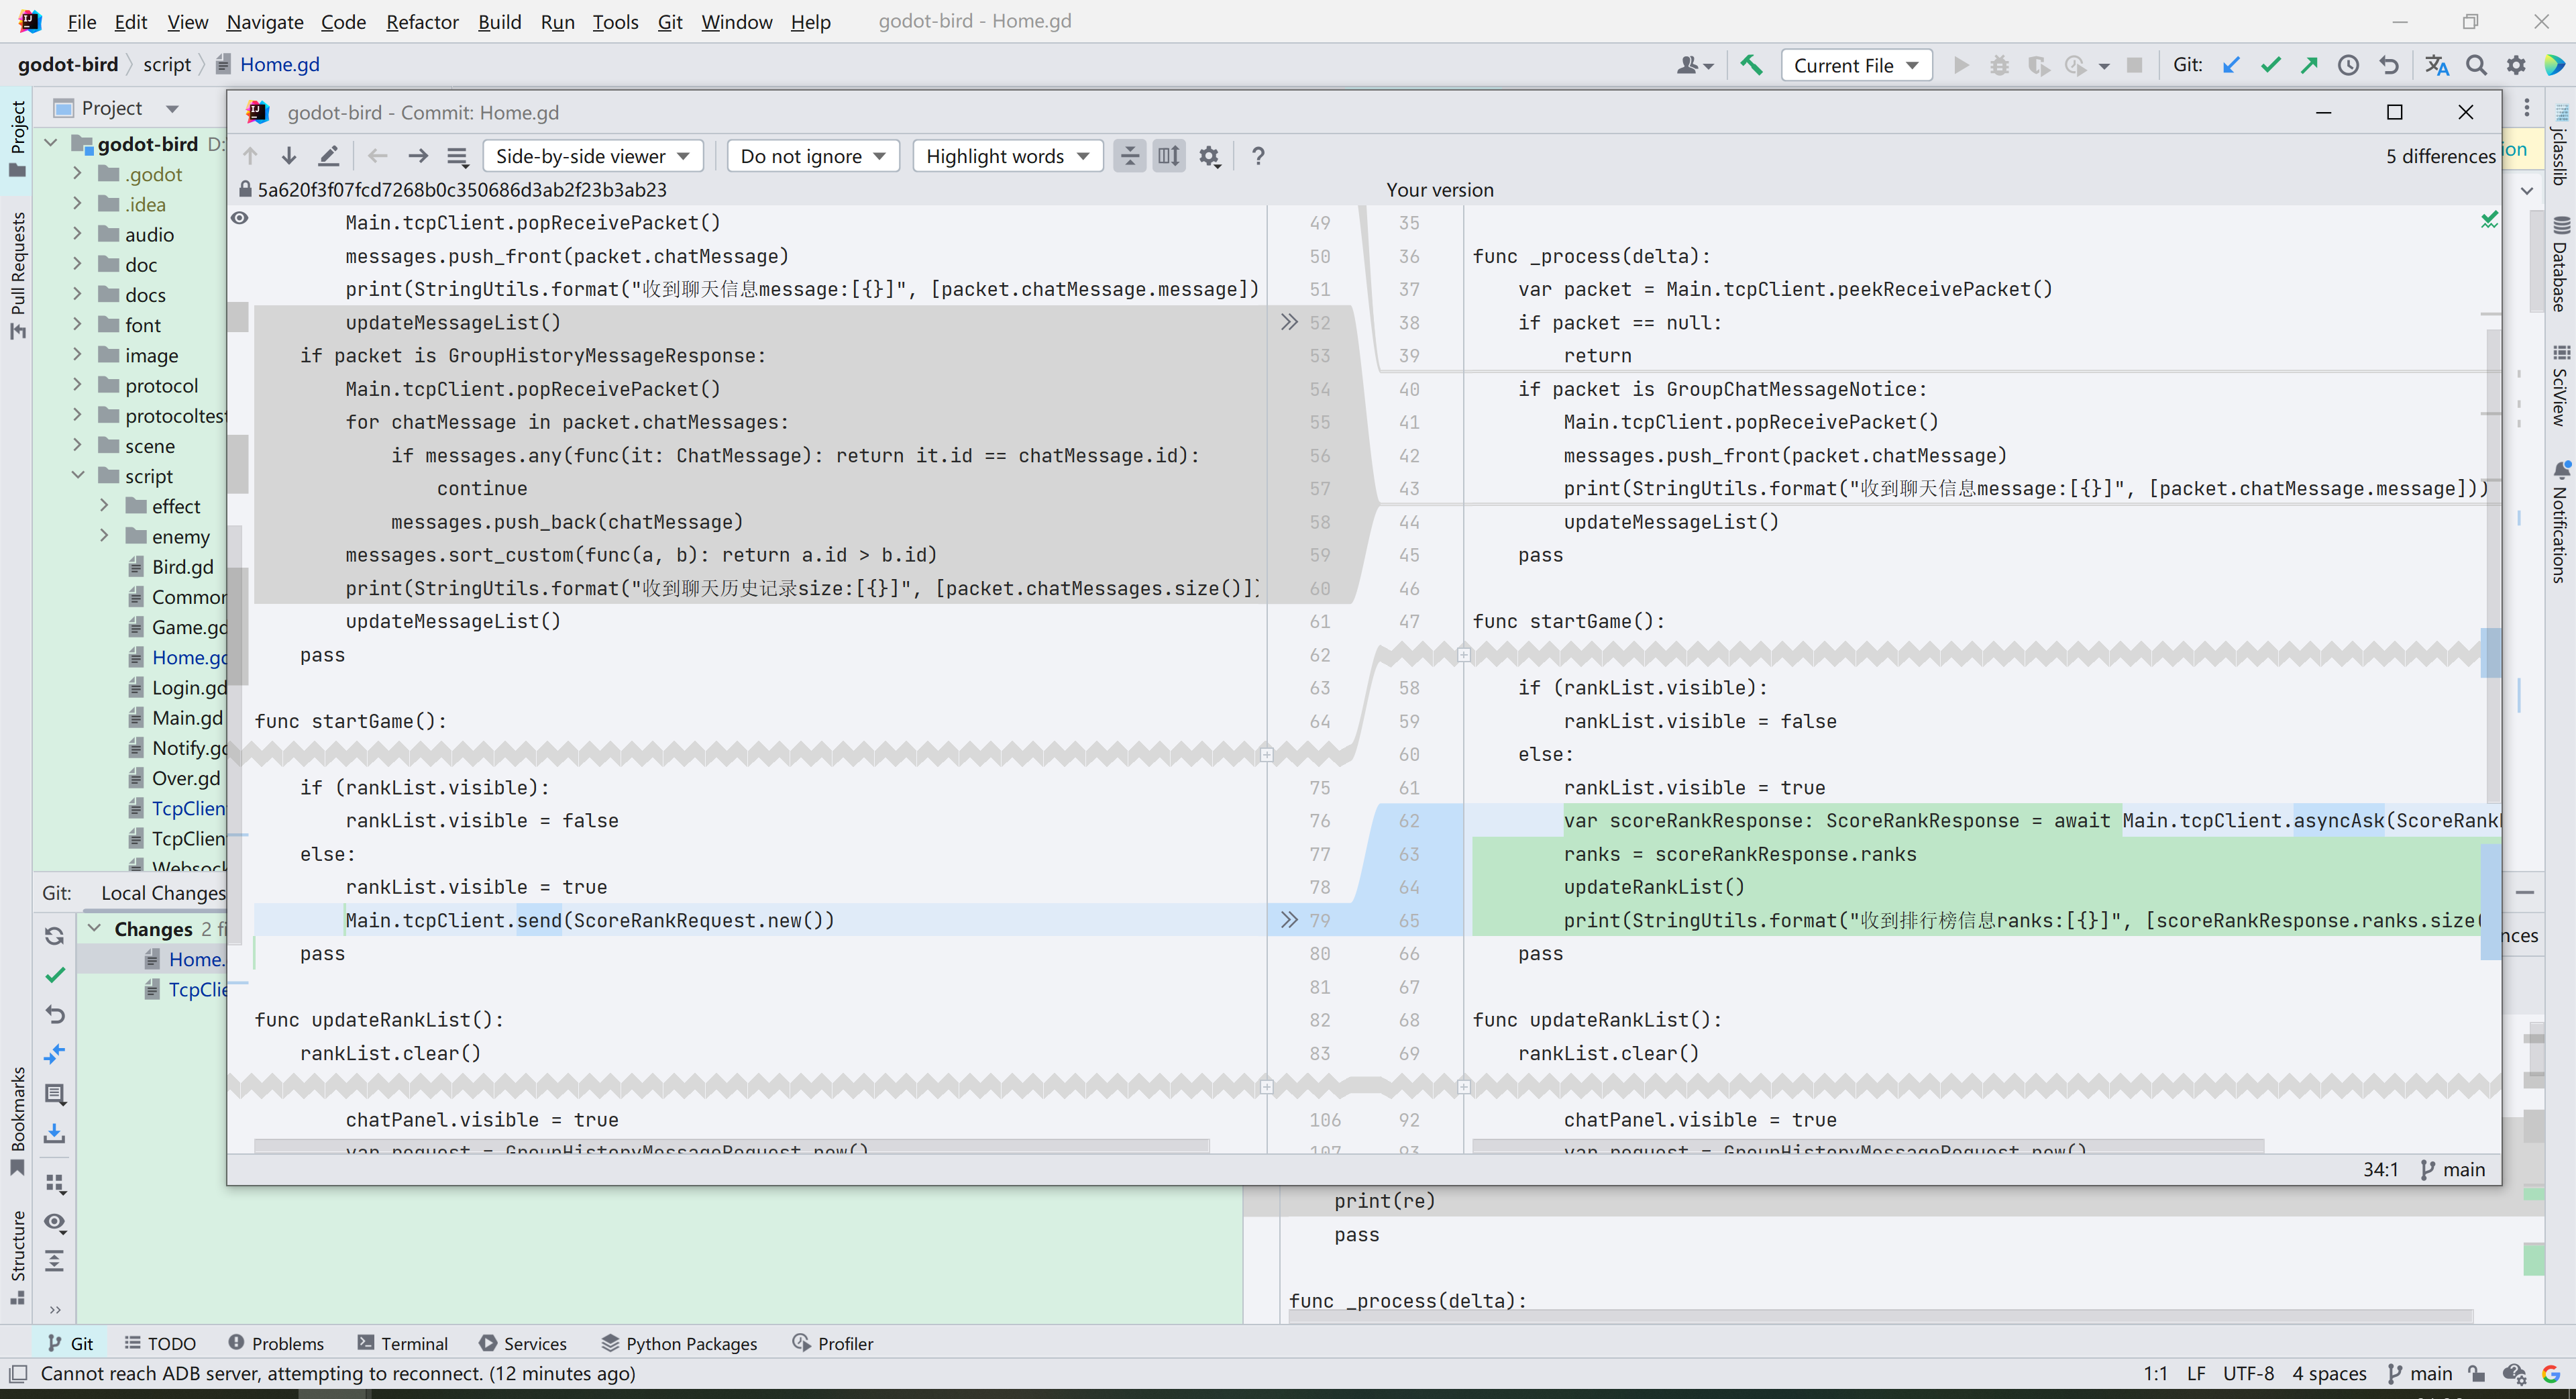 File Edit View Navigate Code Refactor Build Run Tools Git Window Help godot-bird - Home.gd
godot-bird script Home.gd Current File Git:
Project
godot-bird - Commit: Home.gd
Side-by-side viewer Do not ignore Highlight words ? 5 differences
5a620f3f07fcd7268b0c350686d3ab2f23b3ab23 Your version
Project
Pull Requests
Bookmarks
Structure
godot-bird D:
.godot
.idea
audio
doc
docs
font
image
protocol
protocoltest
scene
script
effect
enemy
Bird.gd
Game.gd
Home.gd
Login.gd
Main.gd
Over.gd
Git: Local Changes
Changes 2
Home.
Main.tcpClient.popReceivePacket() 49
messages.push_front(packet.chatMessage) 50
print(StringUtils.format("收到聊天信息message:[{}]", [packet.chatMessage.message]) 51
updateMessageList() 52
if packet is GroupHistoryMessageResponse: 53
Main.tcpClient.popReceivePacket() 54
for chatMessage in packet.chatMessages: 55
if messages.any(func(it: ChatMessage): return it.id == chatMessage.id): 56
continue 57
messages.push_back(chatMessage) 58
messages.sort_custom(func(a, b): return a.id > b.id) 59
print(StringUtils.format("收到聊天历史记录size:[{}]", [packet.chatMessages.size()]) 60
updateMessageList() 61
pass 62
63
func startGame(): 64
if (rankList.visible): 75
rankList.visible = false 76
else: 77
rankList.visible = true 78
Main.tcpClient.send(ScoreRankRequest.new()) 79
pass 80
81
func updateRankList(): 82
rankList.clear() 83
chatPanel.visible = true 106
var request = GroupHistoryMessageRequest.new() 107
35
36 func _process(delta):
37 var packet = Main.tcpClient.peekReceivePacket()
38 if packet == null:
39 return
40 if packet is GroupChatMessageNotice:
41 Main.tcpClient.popReceivePacket()
42 messages.push_front(packet.chatMessage)
43 print(StringUtils.format("收到聊天信息message:[{}]", [packet.chatMessage.message]))
44 updateMessageList()
45 pass
46
47 func startGame():
58 if (rankList.visible):
59 rankList.visible = false
60 else:
61 rankList.visible = true
62 var scoreRankResponse: ScoreRankResponse = await Main.tcpClient.asyncAsk(ScoreRank
63 ranks = scoreRankResponse.ranks
64 updateRankList()
65 print(StringUtils.format("收到排行榜信息ranks:[{}]", [scoreRankResponse.ranks.size(
66 pass
67
68 func updateRankList():
69 rankList.clear()
92 chatPanel.visible = true
93 var request = GroupHistoryMessageRequest.new()
34:1 main
print(re)
pass
func _process(delta):
jclasslib
Database
SciView
Notifications
Git TODO Problems Terminal Services Python Packages Profiler
Cannot reach ADB server, attempting to reconnect. (12 minutes ago) 1:1 LF UTF-8 4 spaces main